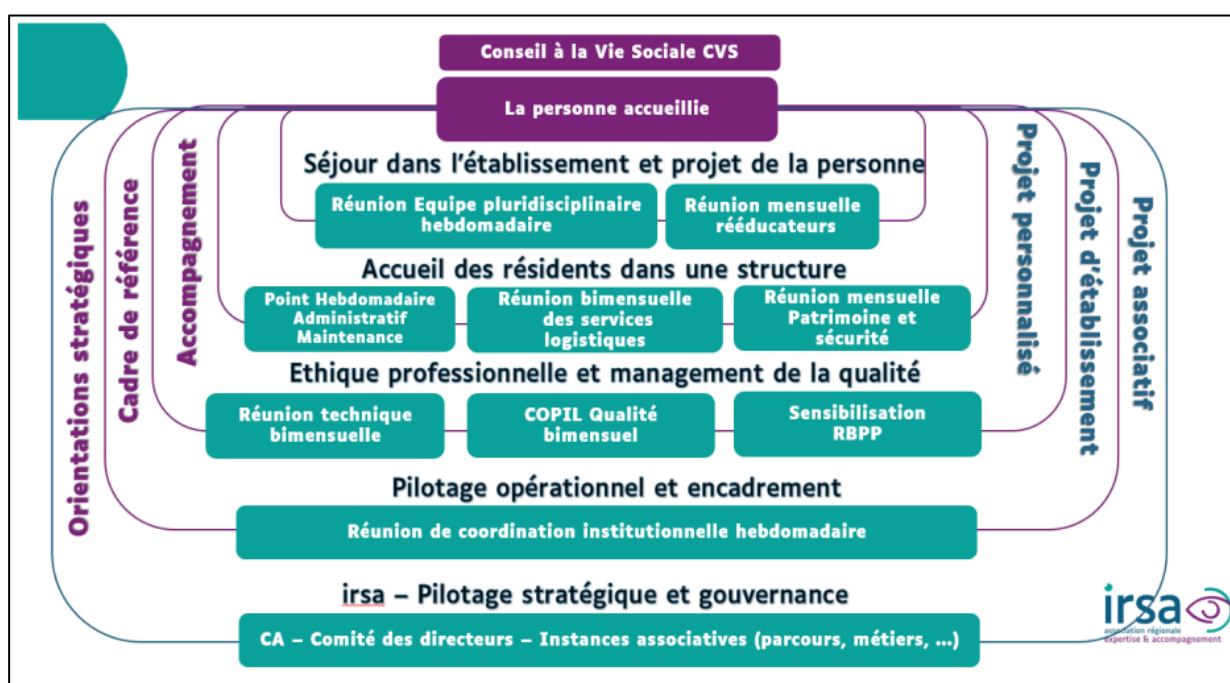 Conseil à la Vie Sociale CVS
La personne accueillie
Séjour dans l'établissement et projet de la personne
Réunion Equipe pluridisciplinaire
hebdomadaire
Réunion mensuelle
rééducateurs
Accueil des résidents dans une structure
Point Hebdomadaire
Administratif
Maintenance
Réunion bimensuelle
des services
logistiques
Réunion mensuelle
Patrimoine et
sécurité
Ethique professionnelle et management de la qualité
Réunion technique
bimensuelle
COPIL Qualité
bimensuel
Sensibilisation
RBPP
Pilotage opérationnel et encadrement
Réunion de coordination institutionnelle hebdomadaire
irsa – Pilotage stratégique et gouvernance
CA – Comité des directeurs – Instances associatives (parcours, métiers, ...)
Orientations stratégiques
Cadre de référence
Accompagnement
Projet personnalisé
Projet d'établissement
Projet associatif
irsa
association régionale
expertise & accompagnement